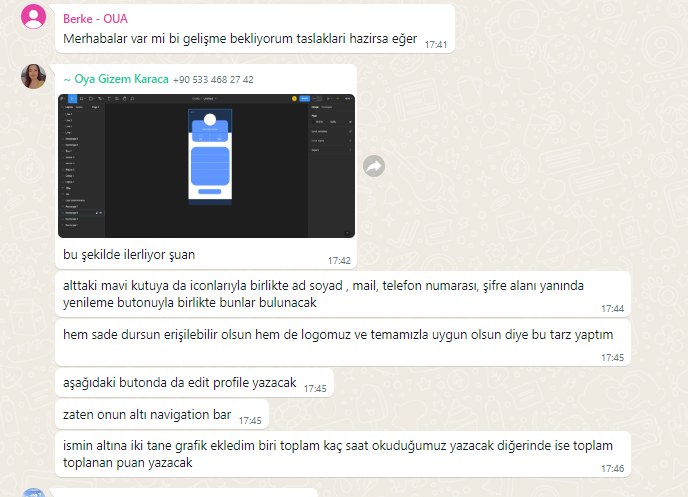 Berke - OUA
Merhabalar var mi bi gelişme bekliyorum taslaklari hazirsa eğer
17:41
~ Oya Gizem Karaca +90 533 468 27 42
bu şekilde ilerliyor şuan
17:42
alttaki mavi kutuya da iconlarıyla birlikte ad soyad , mail, telefon numarası, şifre alanı yanında
yenileme butonuyla birlikte bunlar bulunacak
17:44
hem sade dursun erişilebilir olsun hem de logomuz ve temamızla uygun olsun diye bu tarz yaptım
17:45
aşağıdaki butonda da edit profile yazacak
17:45
zaten onun altı navigation bar
17:45
ismin altına iki tane grafik ekledim biri toplam kaç saat okuduğumuz yazacak diğerinde ise toplam
toplanan puan yazacak
17:46